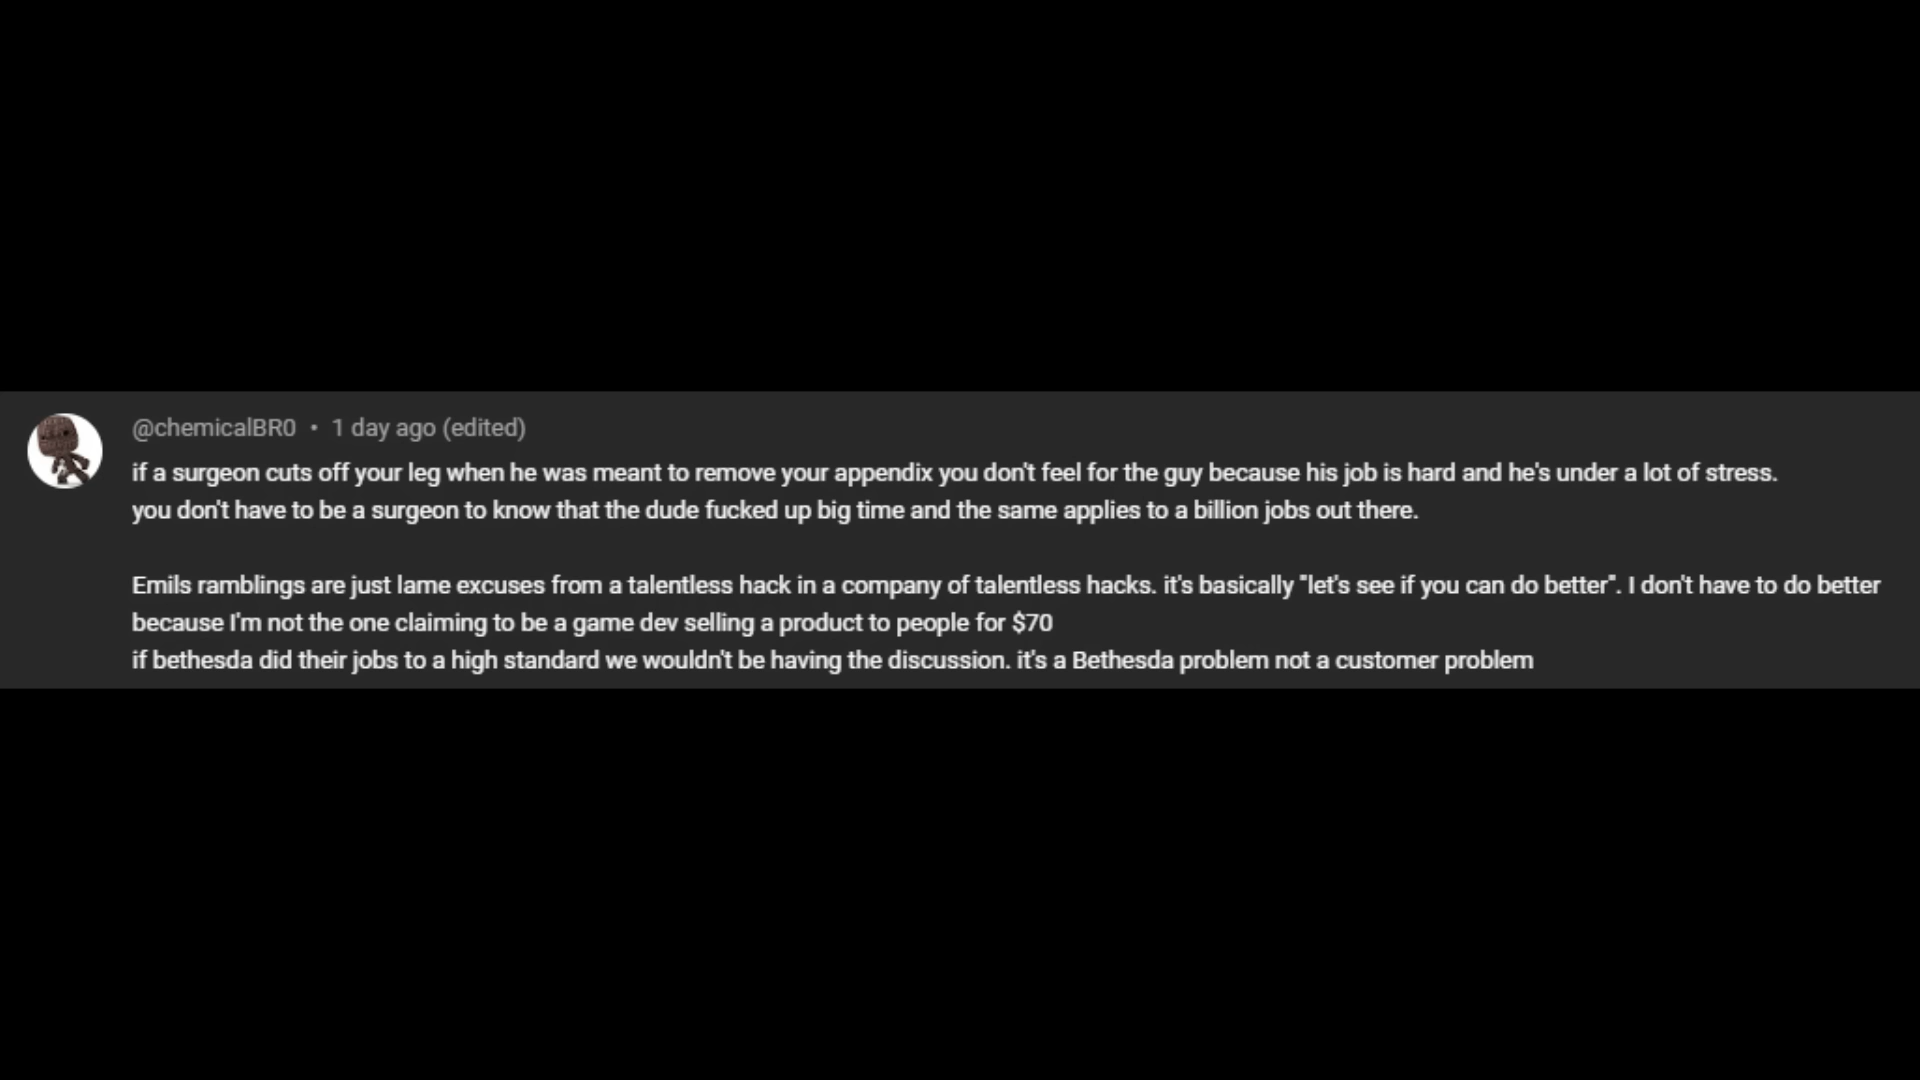 @chemicalBR0 • 1 day ago (edited)
if a surgeon cuts off your leg when he was meant to remove your appendix you don't feel for the guy because his job is hard and he's under a lot of stress.
you don't have to be a surgeon to know that the dude fucked up big time and the same applies to a billion jobs out there.
Emils ramblings are just lame excuses from a talentless hack in a company of talentless hacks. it's basically "let's see if you can do better". I don't have to do better
because I'm not the one claiming to be a game dev selling a product to people for $70
if bethesda did their jobs to a high standard we wouldn't be having the discussion. it's a Bethesda problem not a customer problem